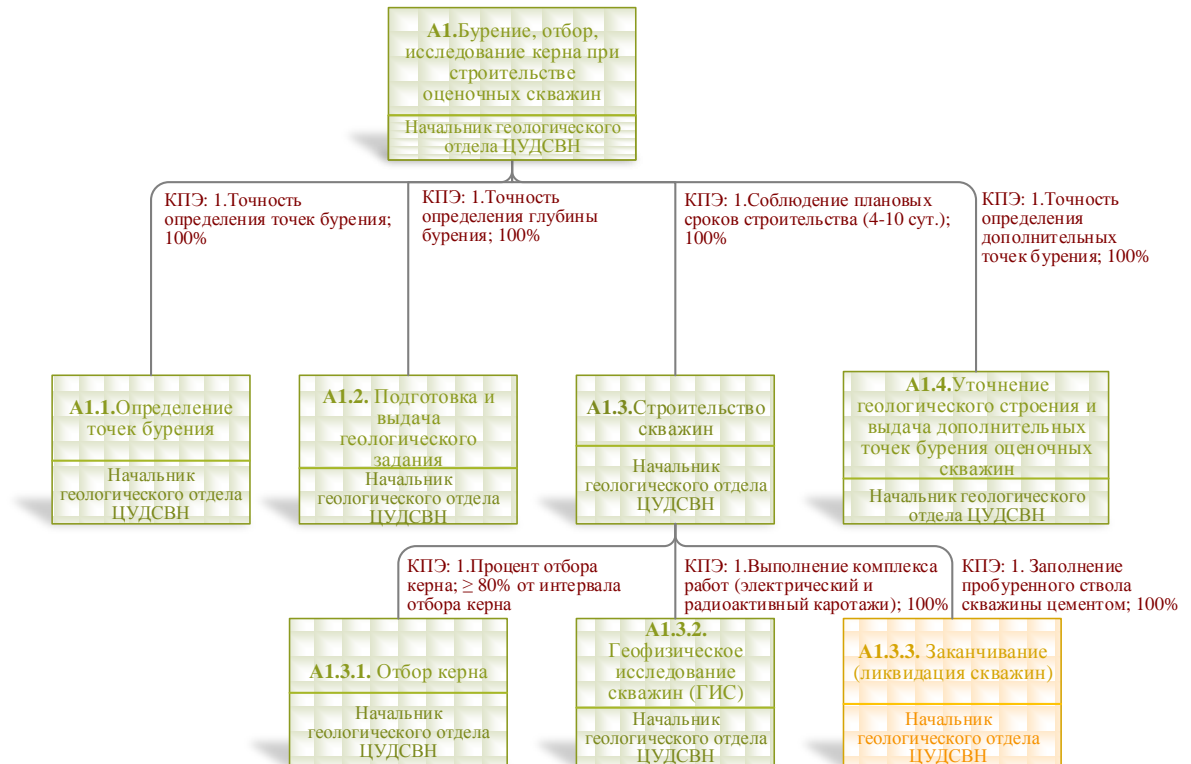 А1.Бурение, отбор,
исследование керна при
строительстве
оценочных скважин
Начальник геологического
отдела ЦУДСВН
КПЭ: 1.Точность
определения точек бурения;
100%
КПЭ: 1.Точность
определения глубины
бурения; 100%
КПЭ: 1.Соблюдение плановых
сроков строительства (4-10 сут.);
100%
КПЭ: 1.Точность
определения
дополнительных
точек бурения; 100%
А1.1.Определение
точек бурения
Начальник
геологического отдела
ЦУДСВН
А1.2. Подготовка и
выдача
геологического
задания
Начальник
геологического отдела
ЦУДСВН
А1.3.Строительство
скважин
Начальник
геологического отдела
ЦУДСВН
А1.4.Уточнение
геологического строения и
выдача дополнительных
точек бурения оценочных
скважин
Начальник геологического
отдела ЦУДСВН
КПЭ: 1.Процент отбора
керна; ≥ 80% от интервала
отбора керна
КПЭ: 1.Выполнение комплекса
работ (электрический и
радиоактивный каротажи); 100%
КПЭ: 1. Заполнение
пробуренного ствола
скважины цементом; 100%
А1.3.1. Отбор керна
Начальник
геологического отдела
ЦУДСВН
А1.3.2.
Геофизическое
исследование
скважин (ГИС)
Начальник
геологического отдела
ЦУДСВН
А1.3.3. Заканчивание
(ликвидация скважин)
Начальник
геологического отдела
ЦУДСВН